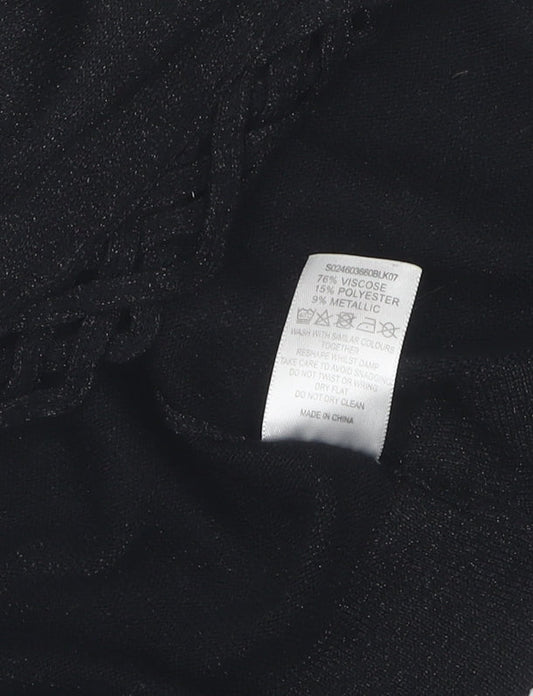 S024603660BLK07
76% VISCOSE
15% POLYESTER
9% METALLIC
WASH WITH SIMILAR COLOURS
TOGETHER
RESHAPE WHILST DAMP
TAKE CARE TO AVOID SNAGGING
DO NOT TWIST OR WRING
DRY FLAT
DO NOT DRY CLEAN
MADE IN CHINA